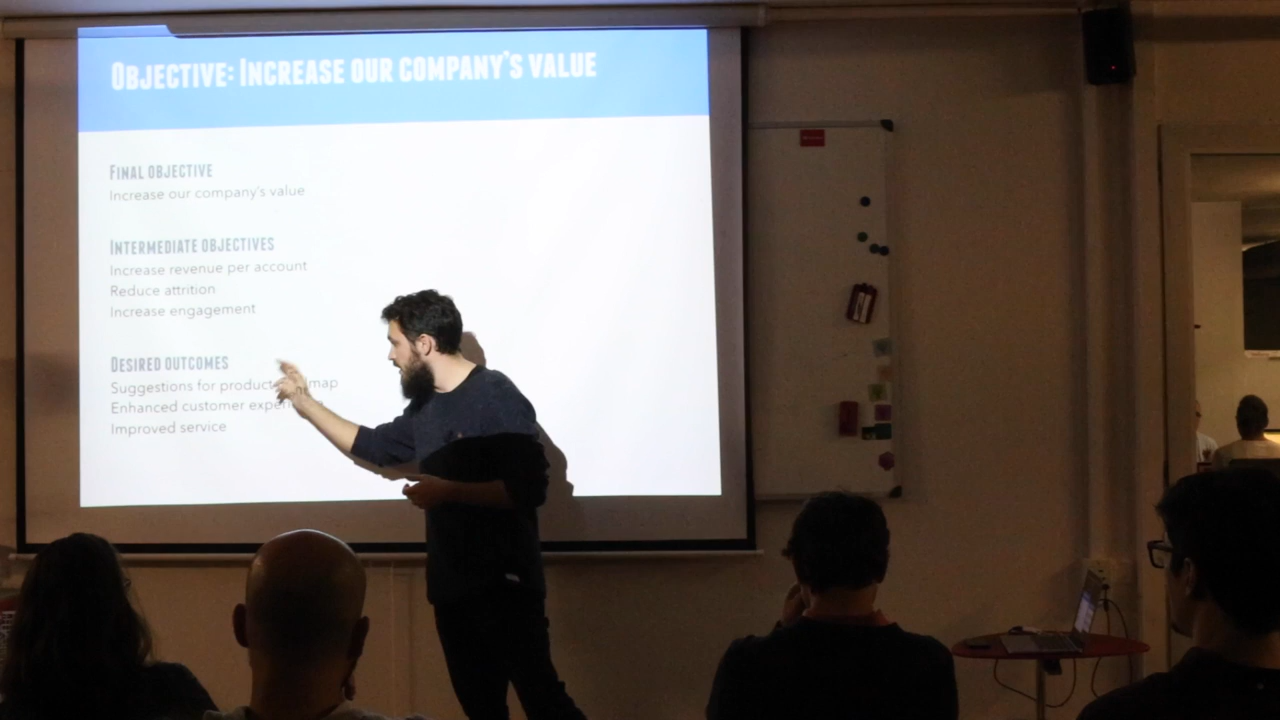 OBJECTIVE: INCREASE OUR COMPANY'S VALUE
FINAL OBJECTIVE
Increase our company's value
INTERMEDIATE OBJECTIVES
Increase revenue per account
Reduce attrition
Increase engagement
DESIRED OUTCOMES
Suggestions for product map
Enhanced customer
Improved service